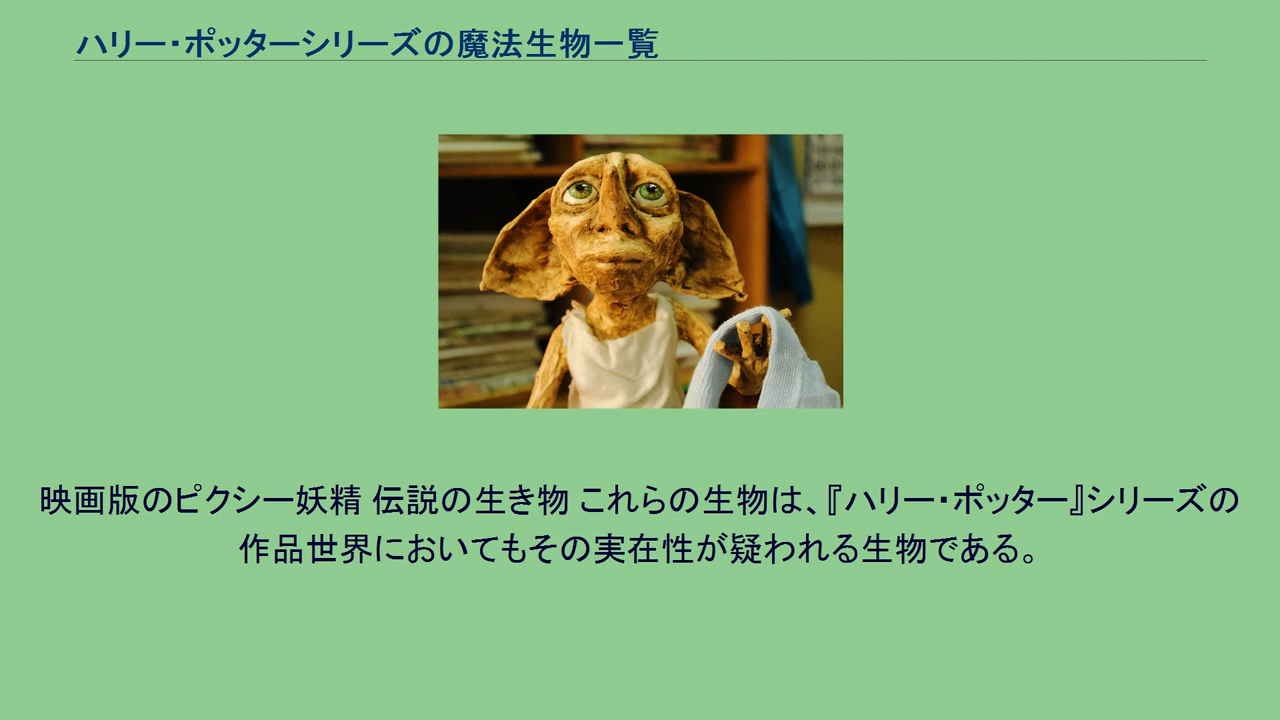 ハリー・ポッターシリーズの魔法生物一覧
映画版のピクシー妖精 伝説の生き物 これらの生物は、『ハリー・ポッター』シリーズの
作品世界においてもその実在性が疑われる生物である。